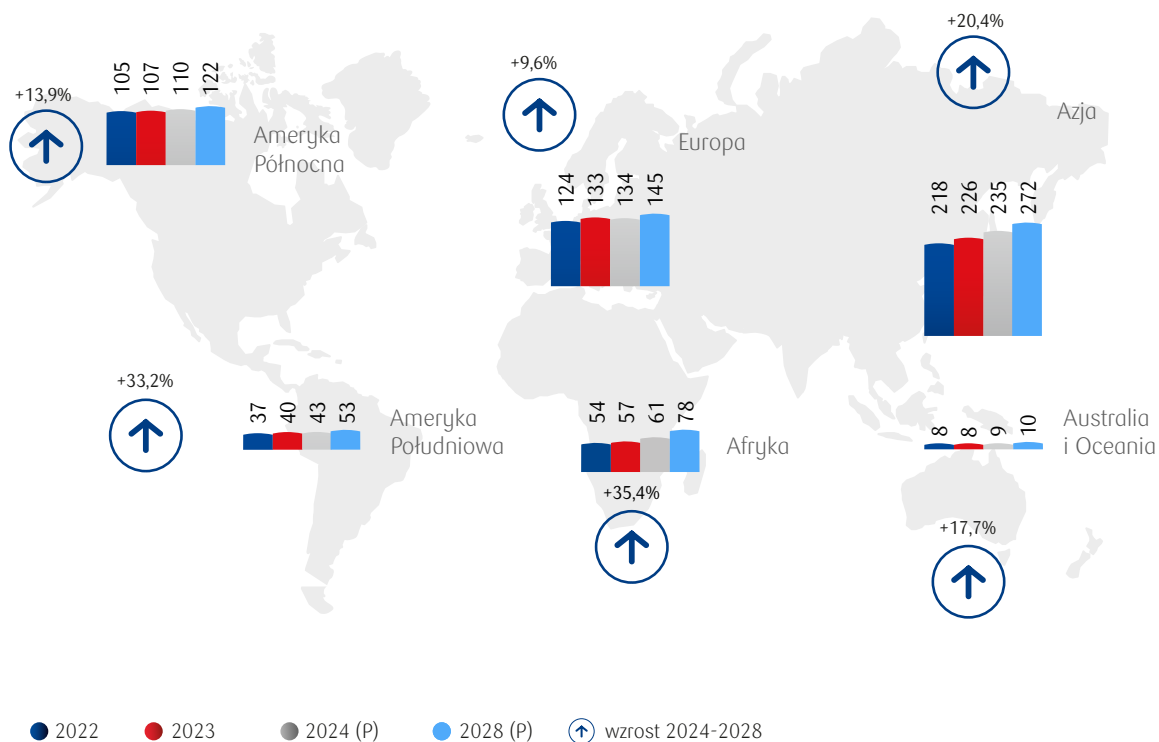 +13,9%
105 107 110 122
Ameryka
Północna
+9,6%
Europa
124 133 134 145
+20,4%
Azja
218 226 235 272
+33,2%
37 40 43 53
Ameryka
Południowa
54 57 61 78
Afryka
+35,4%
8 8 9 10
Australia
i Oceania
+17,7%
2022 2023 2024 (P) 2028 (P) wzrost 2024-2028